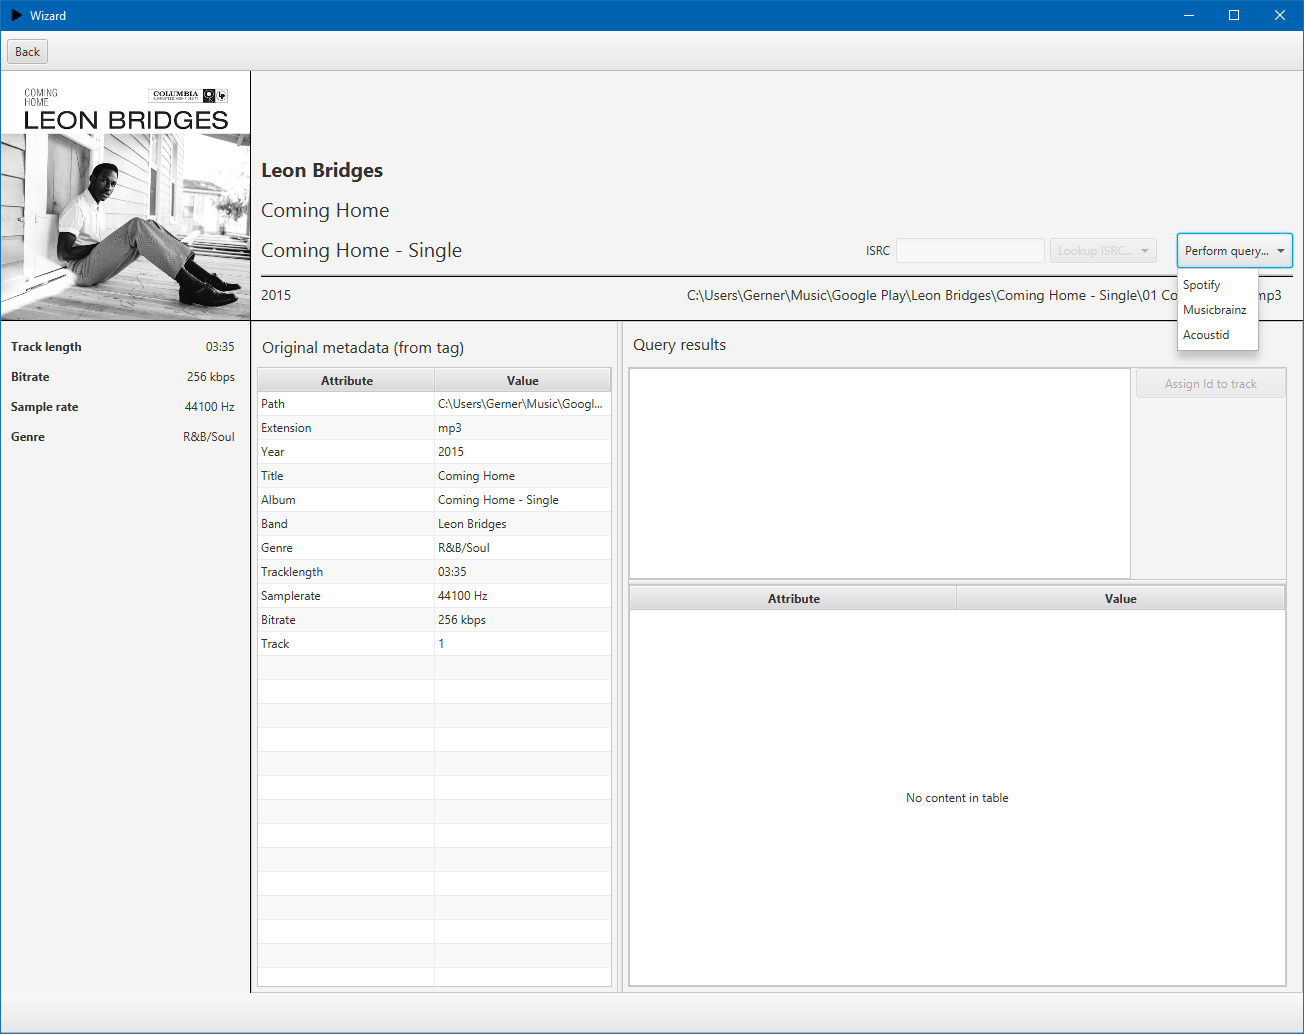 Wizard
Back
COMING
HOME
COLUMBIA
LEON BRIDGES
Leon Bridges
Coming Home
Coming Home - Single
ISRC
Lookup ISRC...
Perform query...
Spotify
Musicbrainz
Acoustid
2015
C:\Users\Gerner\Music\Google Play\Leon Bridges\Coming Home - Single\01 Co mp3
Track length 03:35
Bitrate 256 kbps
Sample rate 44100 Hz
Genre R&B/Soul
Original metadata (from tag)
Attribute Value
Path C:\Users\Gerner\Music\Googl...
Extension mp3
Year 2015
Title Coming Home
Album Coming Home - Single
Band Leon Bridges
Genre R&B/Soul
Tracklength 03:35
Samplerate 44100 Hz
Bitrate 256 kbps
Track 1
Query results
Assign Id to track
Attribute Value
No content in table